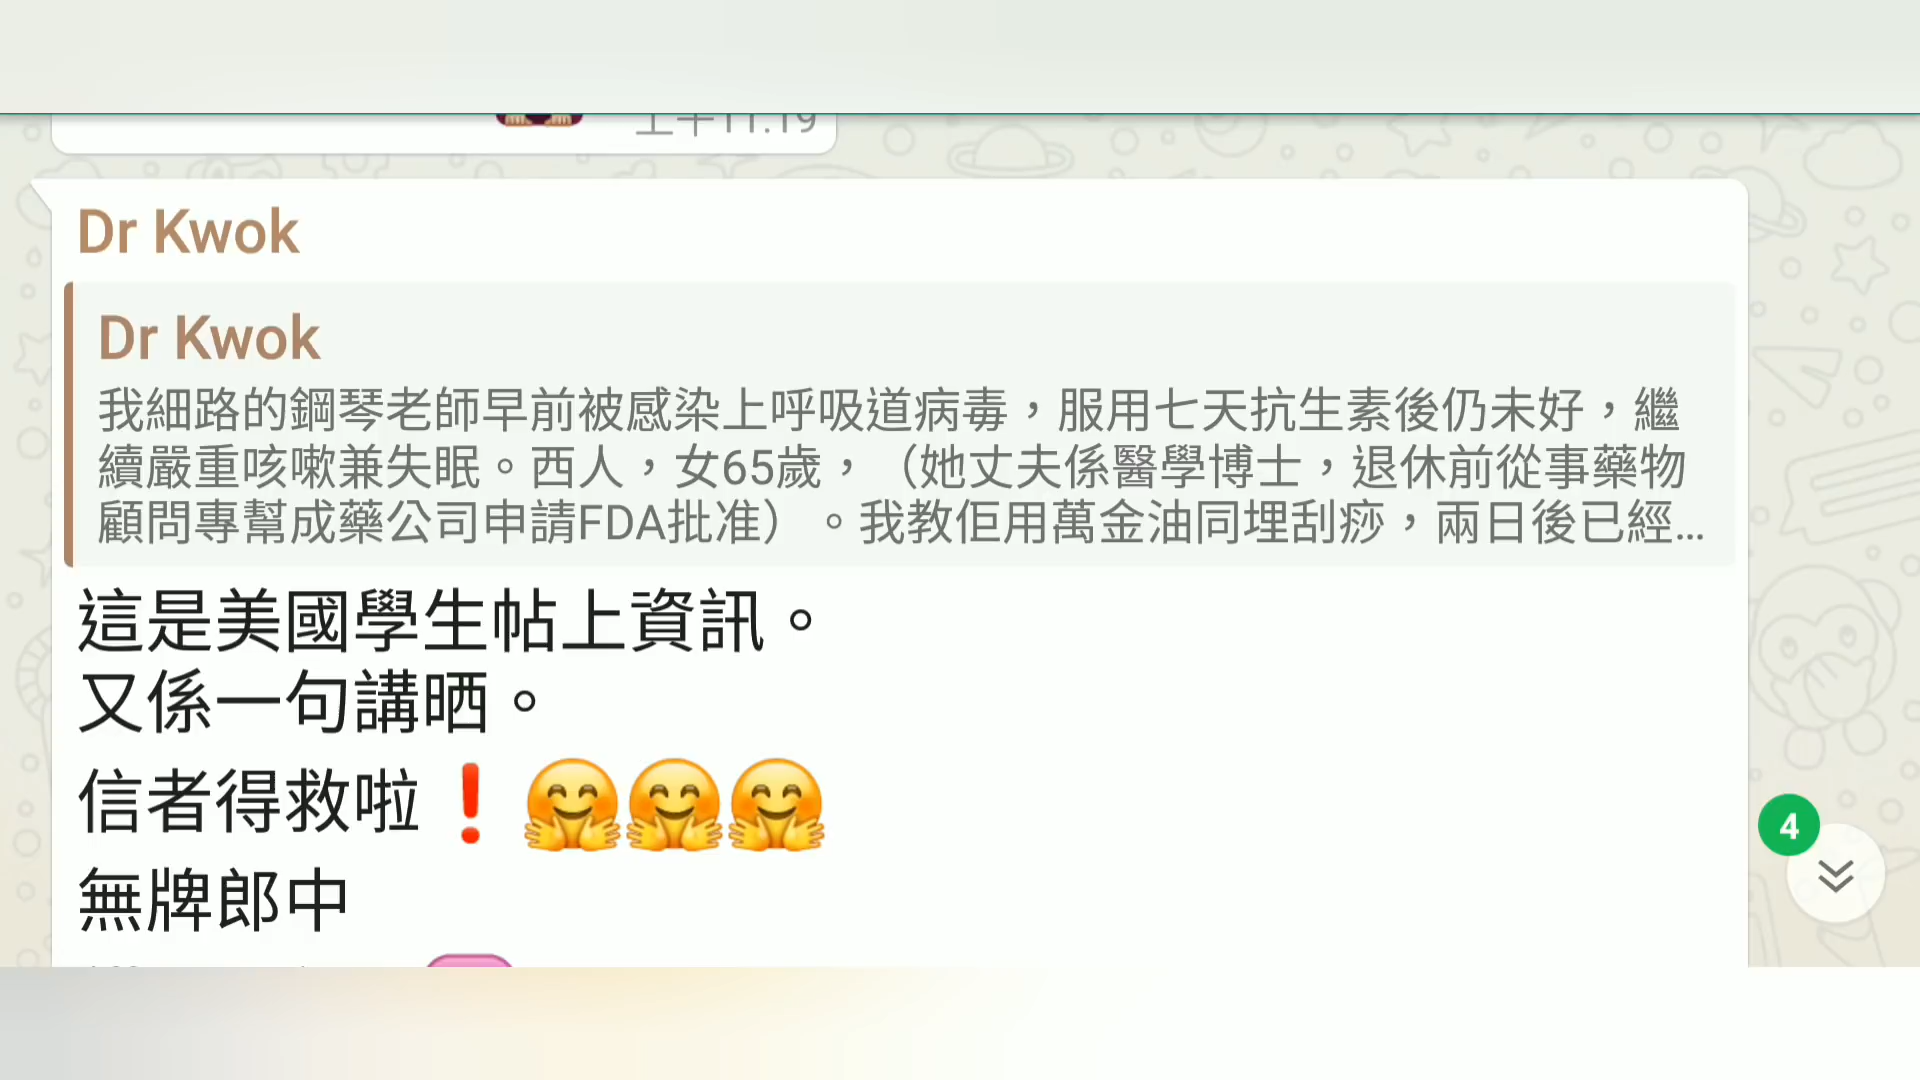 上午11:19
Dr Kwok
Dr Kwok
我細路的鋼琴老師早前被感染上呼吸道病毒，服用七天抗生素後仍未好，繼
續嚴重咳嗽兼失眠。西人，女65歲，（她丈夫係醫學博士，退休前從事藥物
顧問專幫成藥公司申請FDA批准）。我教佢用萬金油同埋刮痧，兩日後已經...
這是美國學生帖上資訊。
又係一句講晒。
信者得救啦❗🤗🤗🤗
無牌郎中
4